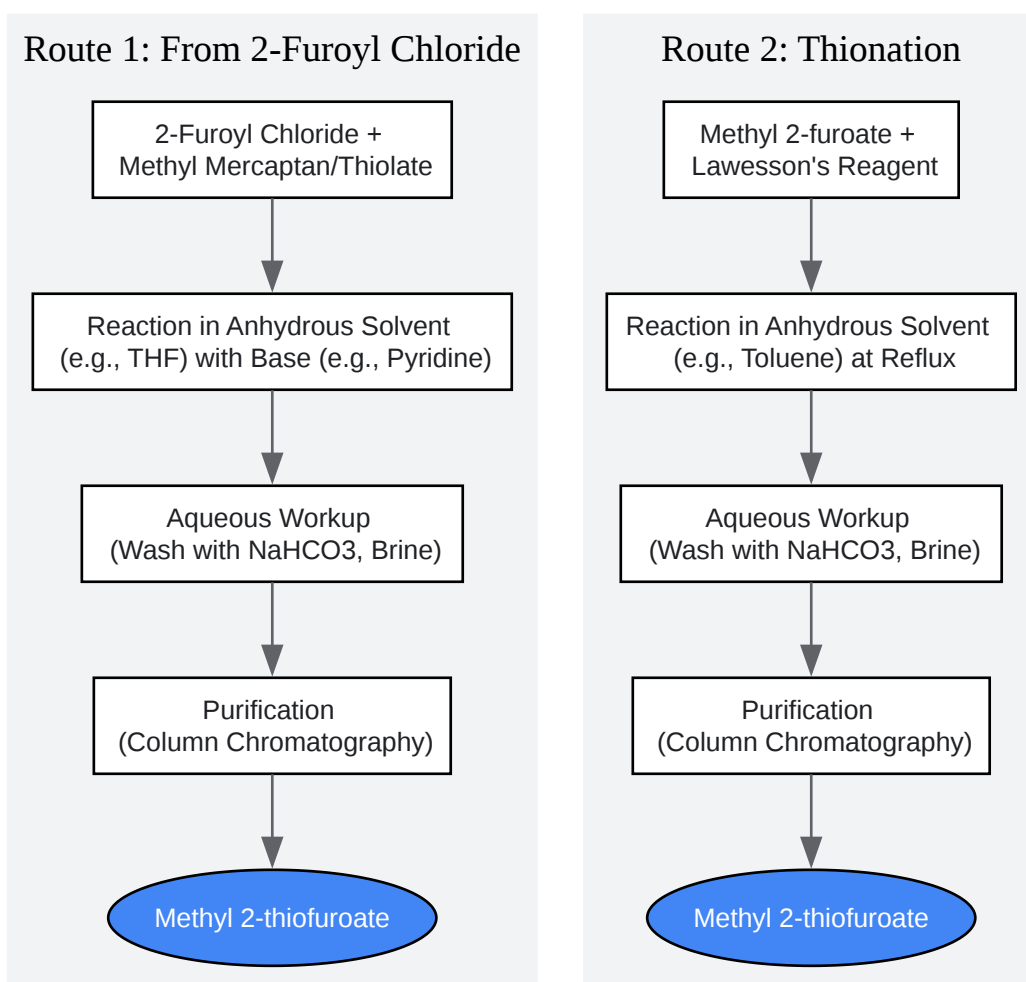 Route 1: From 2-Furoyl Chloride
2-Furoyl Chloride +
Methyl Mercaptan/Thiolate
Reaction in Anhydrous Solvent
(e.g., THF) with Base (e.g., Pyridine)
Aqueous Workup
(Wash with NaHCO3, Brine)
Purification
(Column Chromatography)
Methyl 2-thiofuroate
Route 2: Thionation
Methyl 2-furoate +
Lawesson's Reagent
Reaction in Anhydrous Solvent
(e.g., Toluene) at Reflux
Aqueous Workup
(Wash with NaHCO3, Brine)
Purification
(Column Chromatography)
Methyl 2-thiofuroate